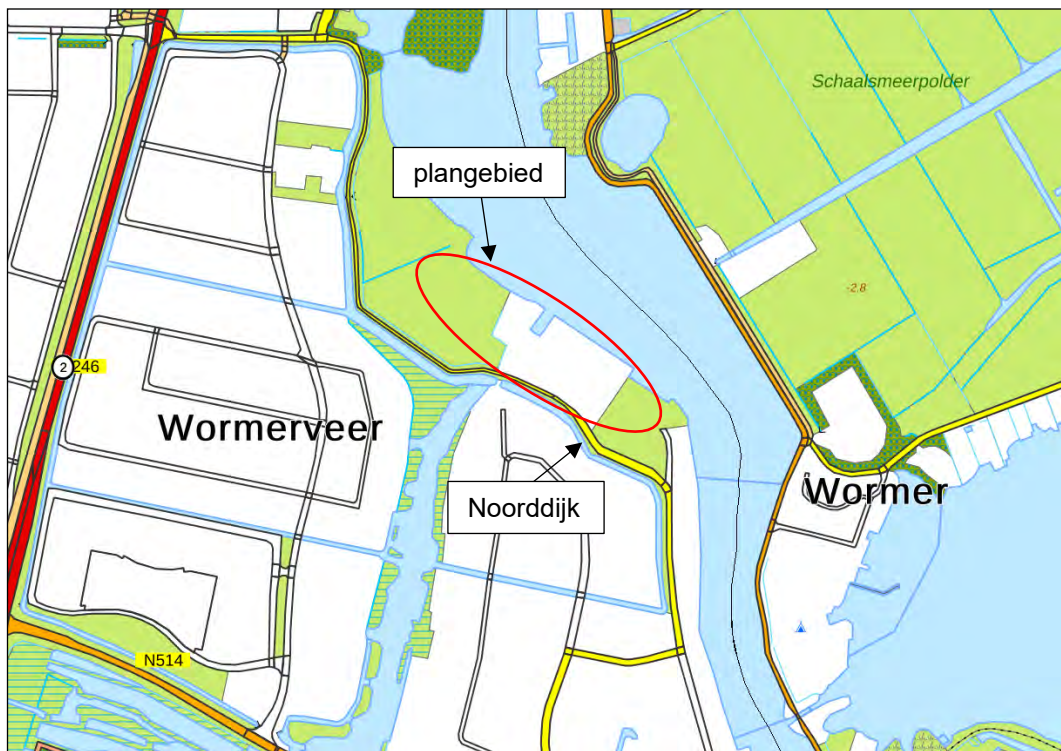 Schaalsmeerpolder
plangebied
-2.8
2
246
Wormerveer
Wormer
Noorddijk
N514